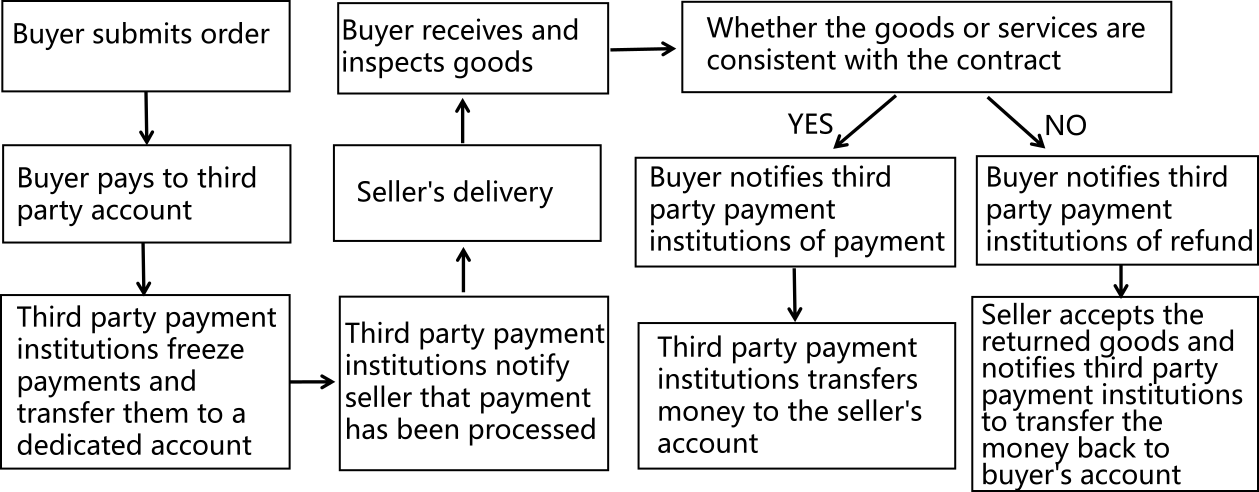 Buyer submits order
Buyer pays to third
party account
Third party payment
institutions freeze
payments and
transfer them to a
dedicated account
Third party payment
institutions notify
seller that payment
has been processed
Seller's delivery
Buyer receives and
inspects goods
Whether the goods or services are
consistent with the contract
YES
NO
Buyer notifies third
party payment
institutions of payment
Third party payment
institutions transfers
money to the seller's
account
Buyer notifies third
party payment
institutions of refund
Seller accepts the
returned goods and
notifies third party
payment institutions
to transfer the
money back to
buyer's account